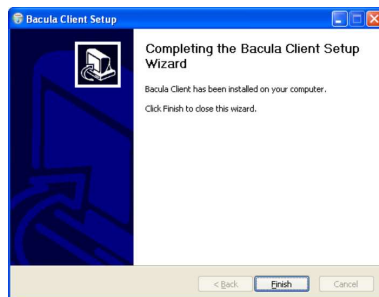 Bacula Client Setup
Completing the Bacula Client Setup
Wizard
Bacula Client has been installed on your computer.
Click Finish to close this wizard.
< Back
Finish
Cancel